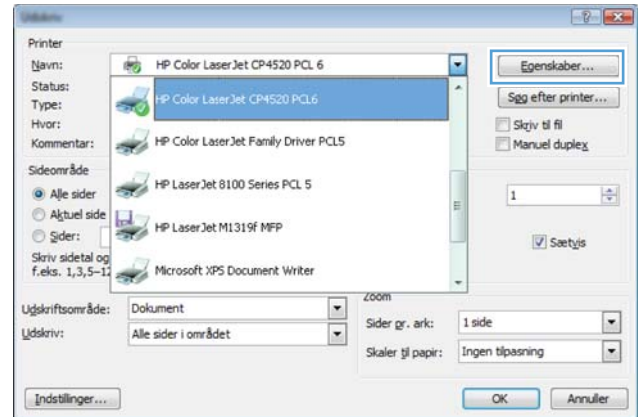 Udskriv
Printer
Navn: HP Color LaserJet CP4520 PCL 6 Egenskaber...
Status:
Type: HP Color LaserJet CP4520 PCL6 Søg efter printer...
Hvor: Skriv til fil
Kommentar: HP Color LaserJet Family Driver PCL5 Manuel duplex
Sideområde
Alle sider HP LaserJet 8100 Series PCL 5 1
Aktuel side
Sider: HP LaserJet M1319f MFP Sætvis
Skriv sidetal og
f.eks. 1,3,5–12 Microsoft XPS Document Writer
Zoom
Udskriftsområde: Dokument
Sider pr. ark: 1 side
Udskriv: Alle sider i området
Skaler til papir: Ingen tilpasning
Indstillinger... OK Annuller